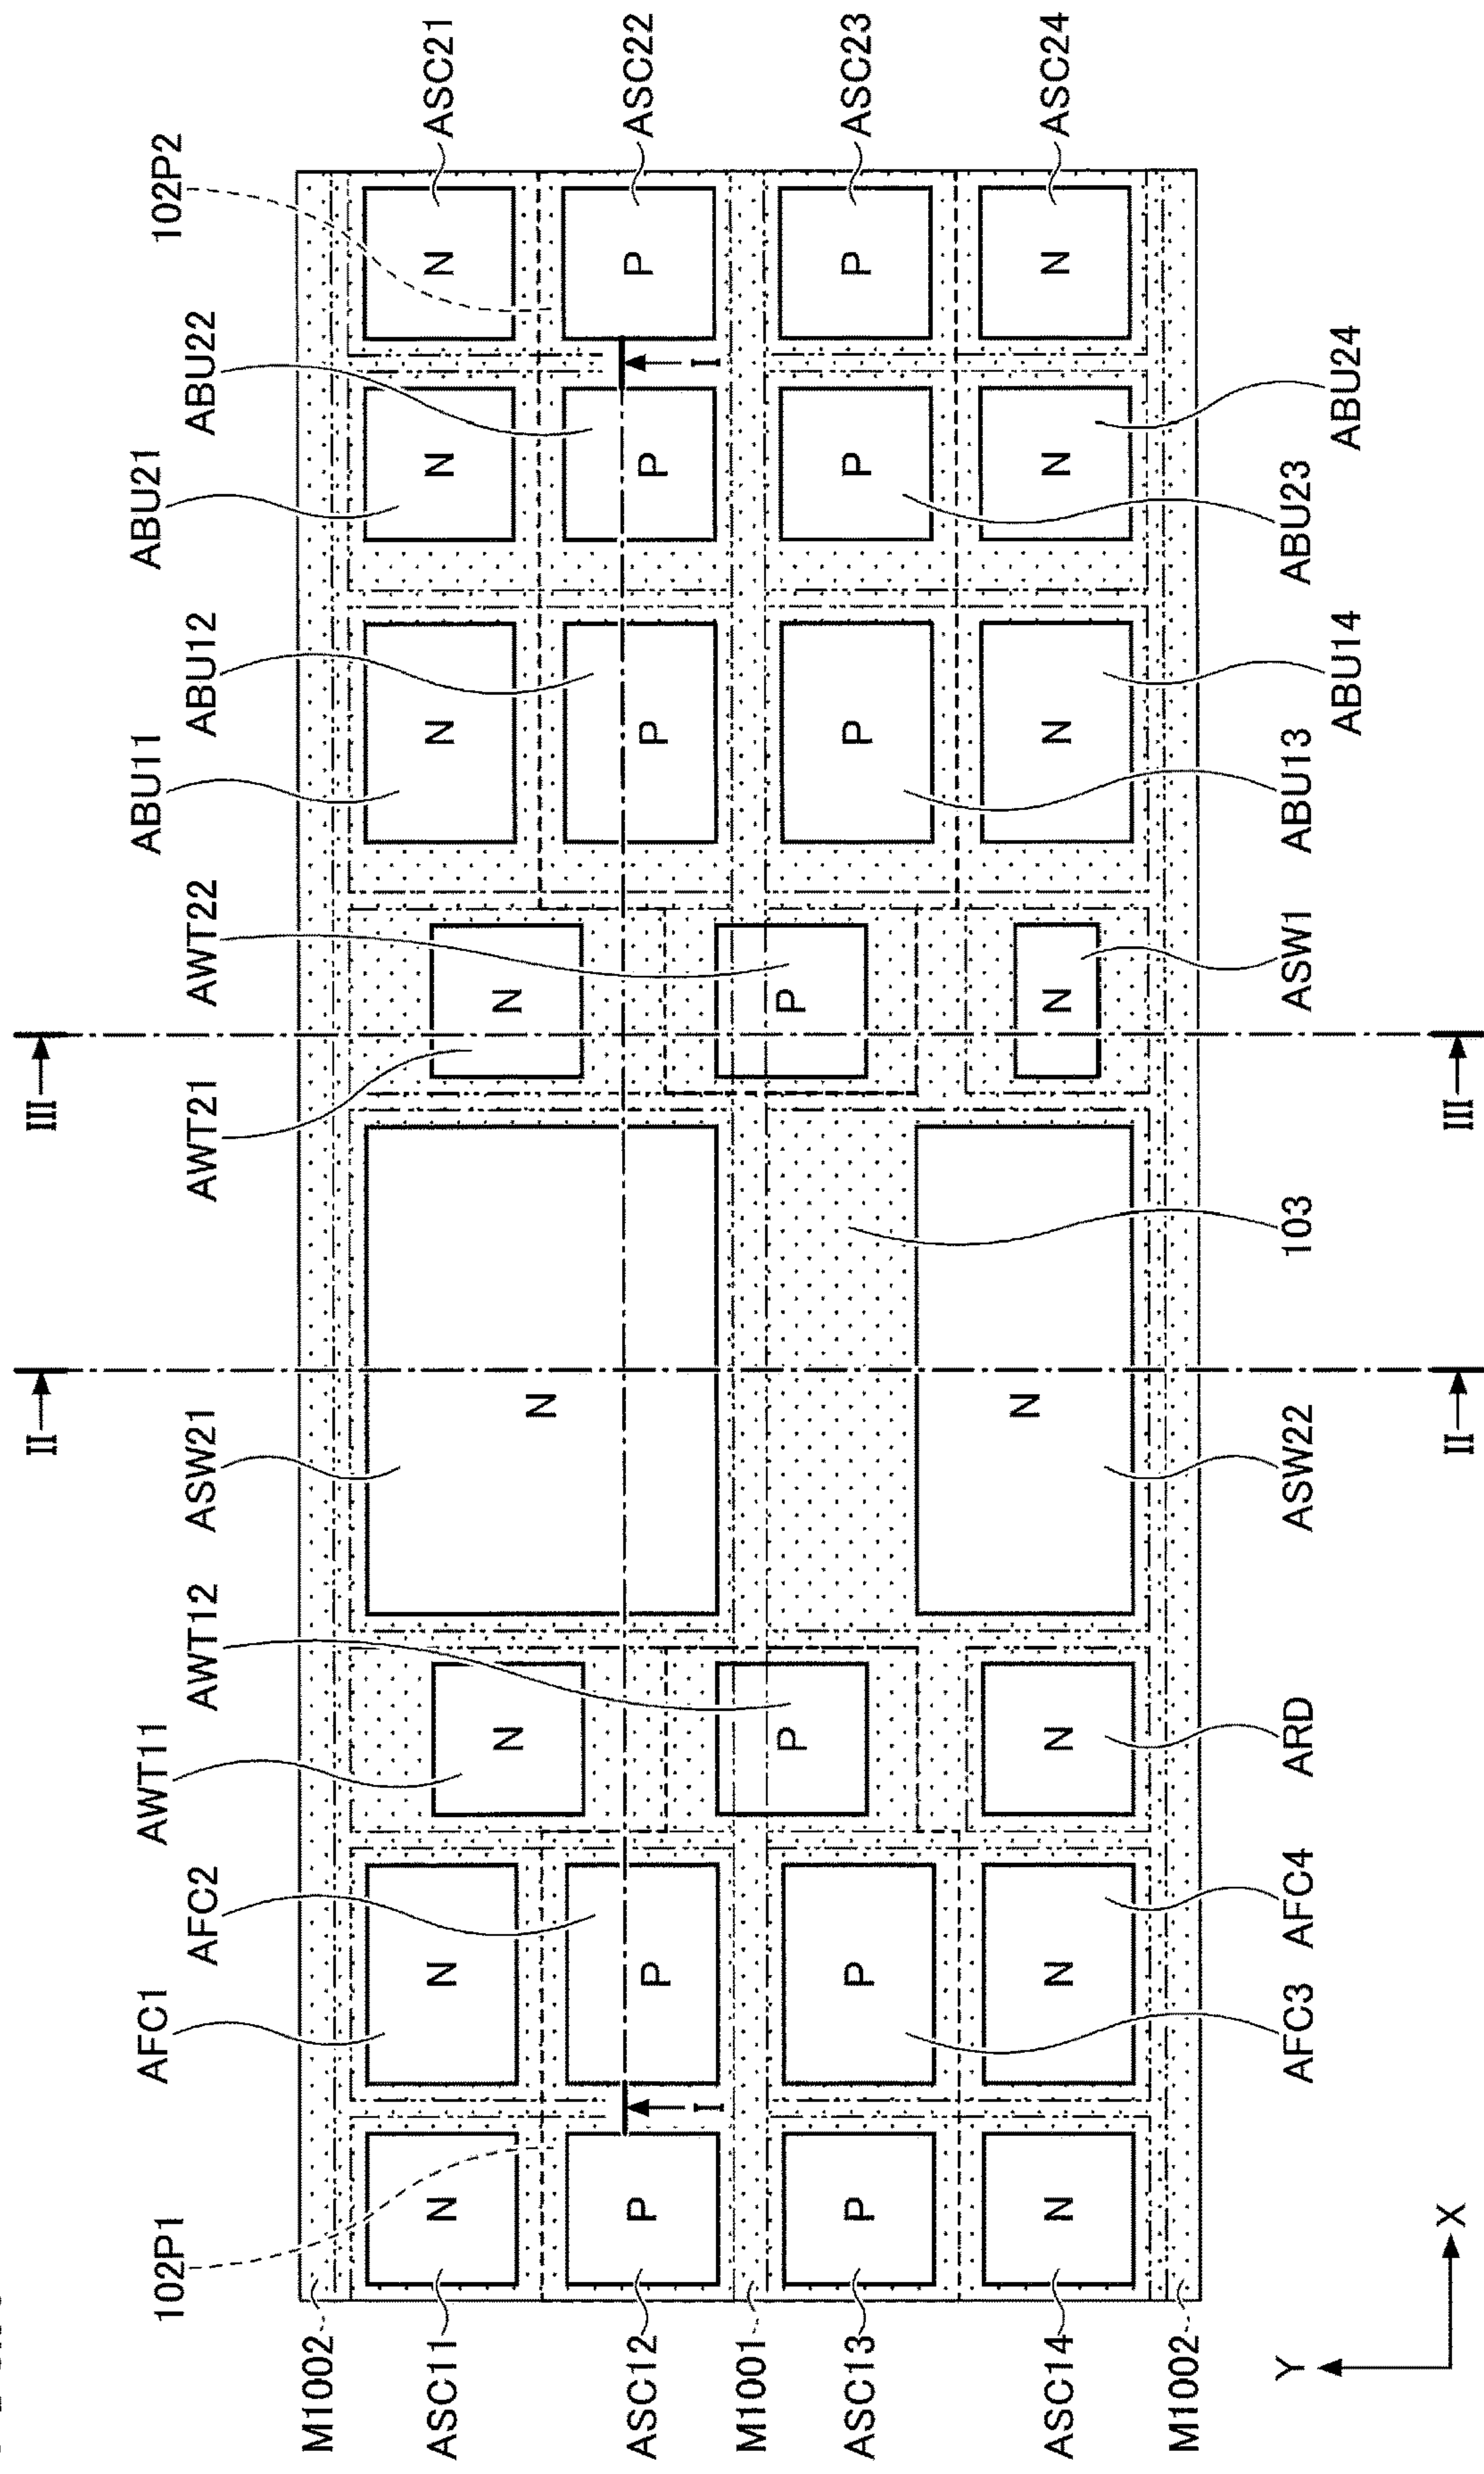 II III
102P1 AFC1 AWT11 ABU11 ABU21 102P2
AFC2 AWT12 ASW21 AWT21 AWT22 ABU12 ABU22
M1002
ASC11 N N N N N N N N ASC21
ASC12 P P P P P ASC22
I I
M1001 P P
ASC13 P P P P ASC23
ASC14 N N N N N N N N ASC24
M1002
AFC3 AFC4 ARD ASW22 103 ASW1 ABU13 ABU23
ABU14 ABU24
II III
Y
X